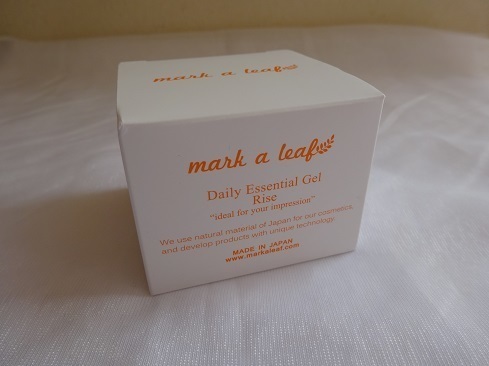 mark a leaf
mark a leaf
Daily Essential Gel
Rise
"ideal for your impression"
We use natural material of Japan for our cosmetics,
and develop products with unique technology.
MADE IN JAPAN
www.markaleaf.com